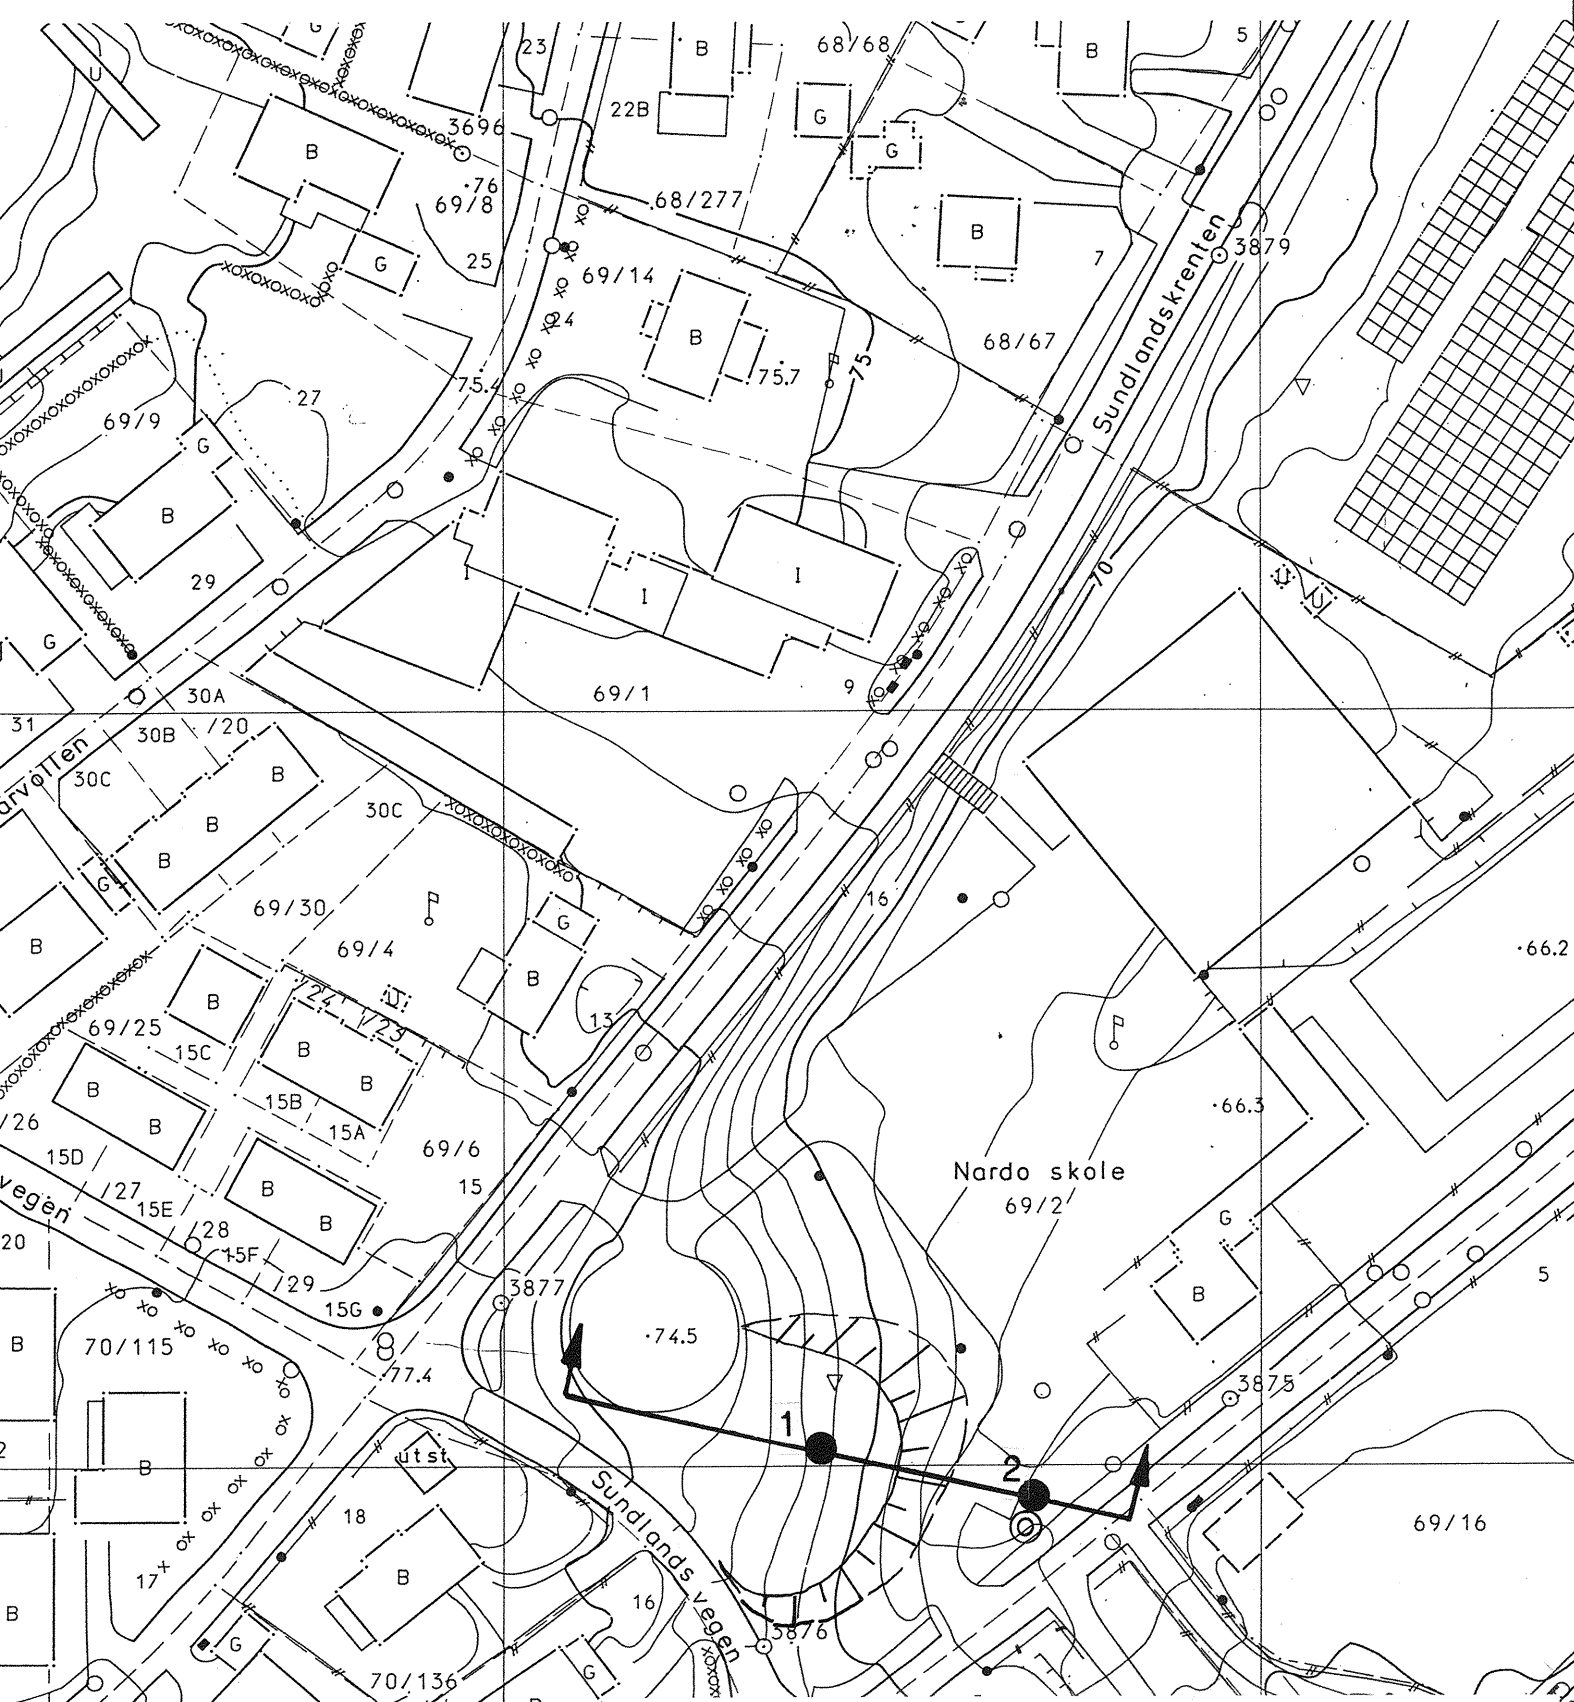 G
23
B
68/68
B
5
U
22B
3696
G
G
B
.76
69/8
.68/277
B
G
25
69/14
7
3879
24
B
68/67
Sundlandskrenten
75.4
75.7
75
27
69/9
G
B
I
I
I
70
U
U
29
G
69/1
9
30A
31
30B
/20
30C
B
30C
B
B
G
16
69/30
G
69/4
B
B
66.2
B
U
/24
/23
13
69/25
15C
B
B
B
15B
66.3
/26
B
15A
69/6
Nardo skole
69/2
15D
15
B
/27
15E
B
G
vegen
20
/28
15F
/29
5
15G
3877
B
B
70/115
.74.5
77.4
3875
1
B
utst
2
18
Sundlands vegen
69/16
17
B
B
16
G
3876
G
70/136